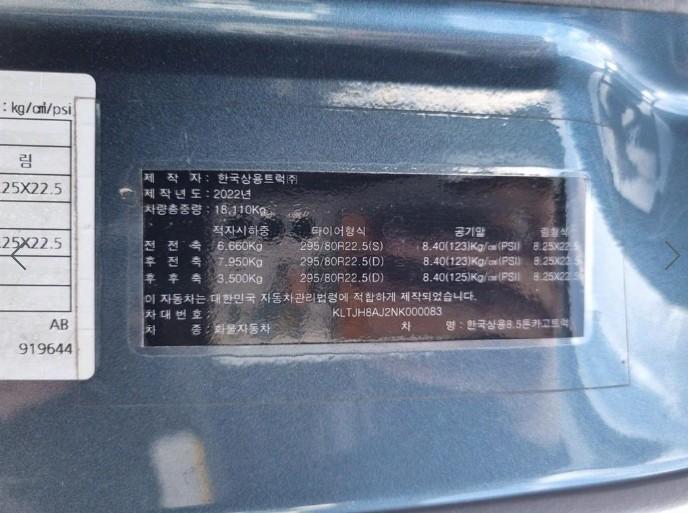 : kg/㎠/psi
림
.25X22.5
.25X22.5
AB
919644
제 작 자 : 한국상용트럭㈜
제작년도 : 2022년
차량총중량 : 18,110Kg
적차시하중 타이어형식 공기압 림형식
전 전 축 : 6,660Kg 295/80R22.5(S) 8.40(123)Kg/㎠(PSI) 8.25X22.5
후 전 축 : 7,950Kg 295/80R22.5(D) 8.40(123)Kg/㎠(PSI) 8.25X22.5
후 후 축 : 3,500Kg 295/80R22.5(D) 8.40(125)Kg/㎠(PSI) 8.25X22.5
이 자동차는 대한민국 자동차관리법령에 적합하게 제작되었습니다.
차 대 번 호 : KLTJH8AJ2NK000083
차 종 : 화물자동차 차 명 : 한국상용8.5톤카고트럭